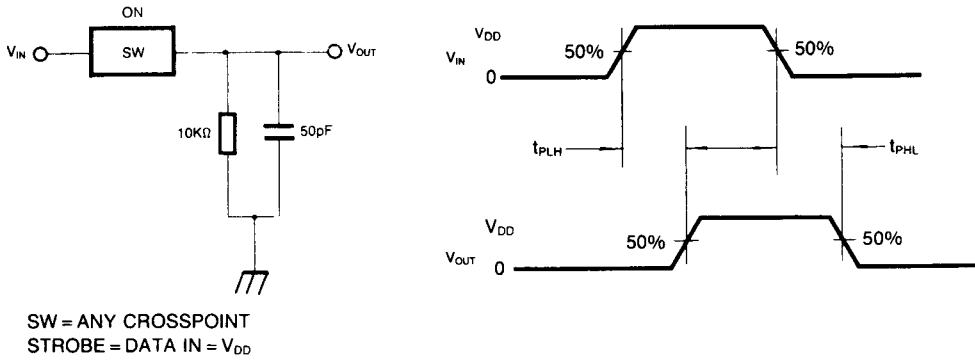 ON
V_IN SW V_OUT
10KΩ 50pF
SW = ANY CROSSPOINT
STROBE = DATA IN = V_DD
V_DD
V_IN 50% 50%
0
t_PLH t_PHL
V_DD
V_OUT 50% 50%
0